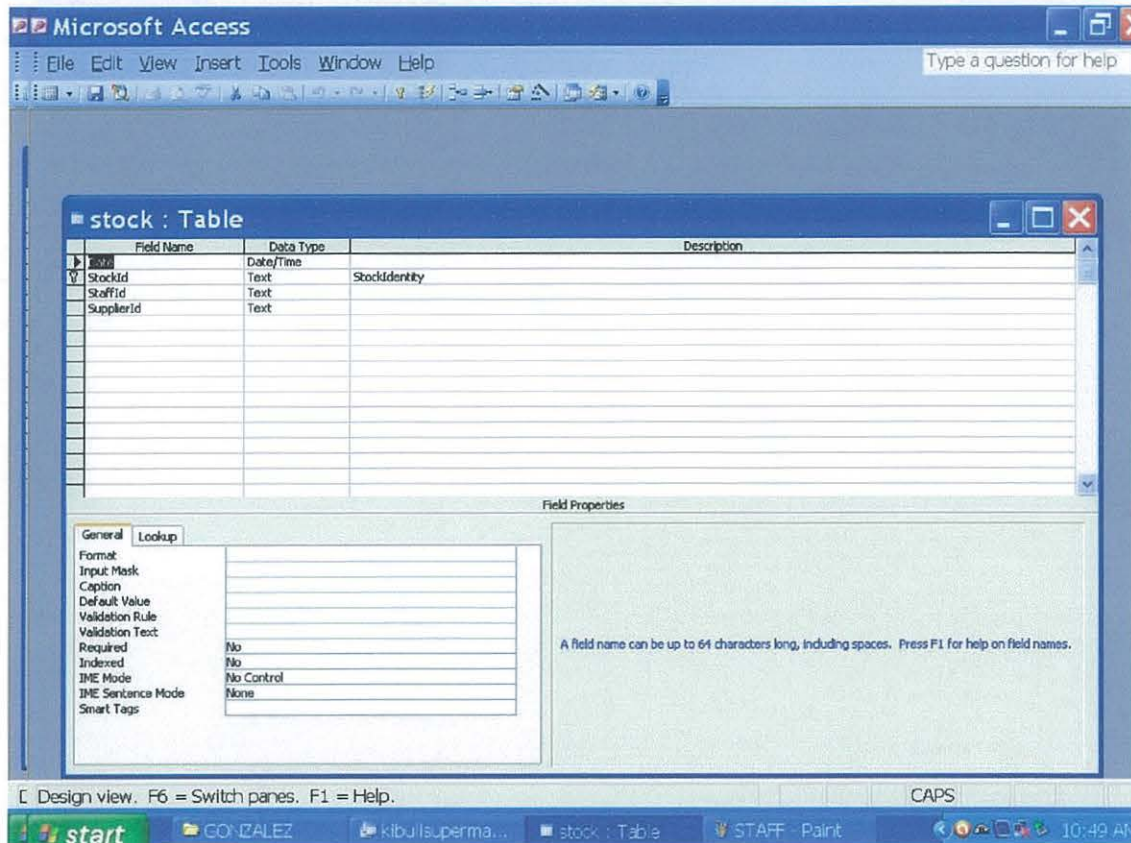 Microsoft Access
File Edit View Insert Tools Window Help
Type a question for help
stock : Table
Field Name Data Type Description
Date Date/Time
StockId Text StockIdentity
StaffId Text
SupplierId Text
Field Properties
General Lookup
Format
Input Mask
Caption
Default Value
Validation Rule
Validation Text
Required No
Indexed No
IME Mode No Control
IME Sentence Mode None
Smart Tags
A field name can be up to 64 characters long, including spaces. Press F1 for help on field names.
Design view. F6 = Switch panes. F1 = Help.
CAPS
start GONZALEZ kibulisuperma... stock : Table STAFF - Paint 10:49 AM